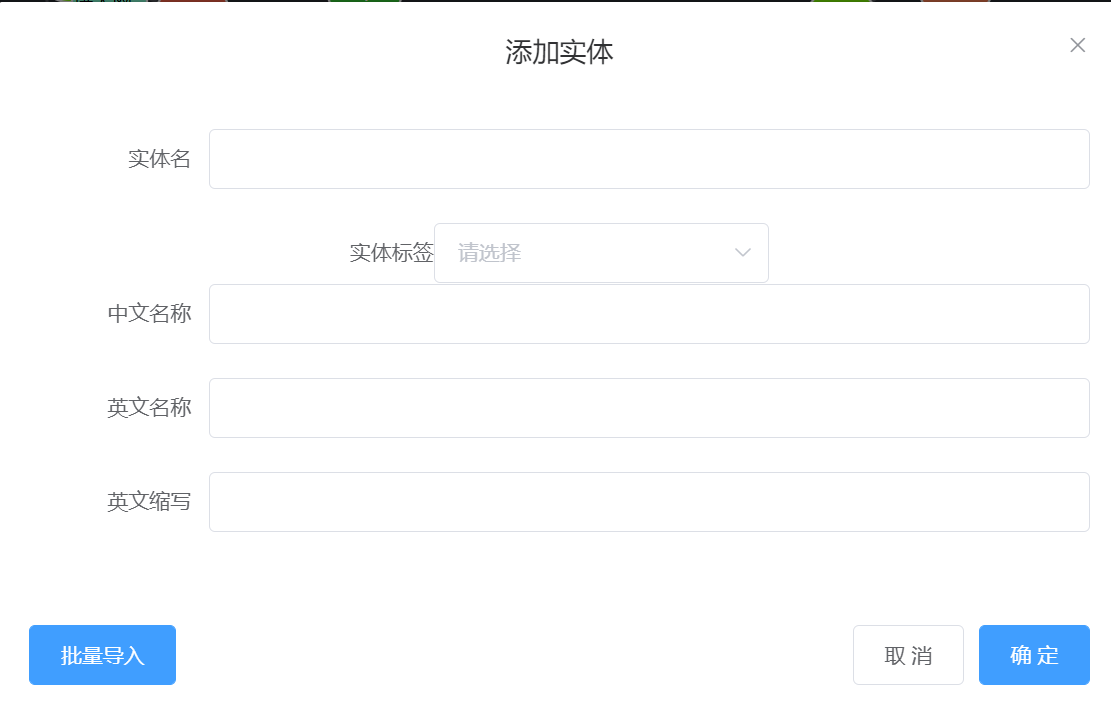 添加实体
实体名
实体标签 请选择
中文名称
英文名称
英文缩写
批量导入 取消 确定